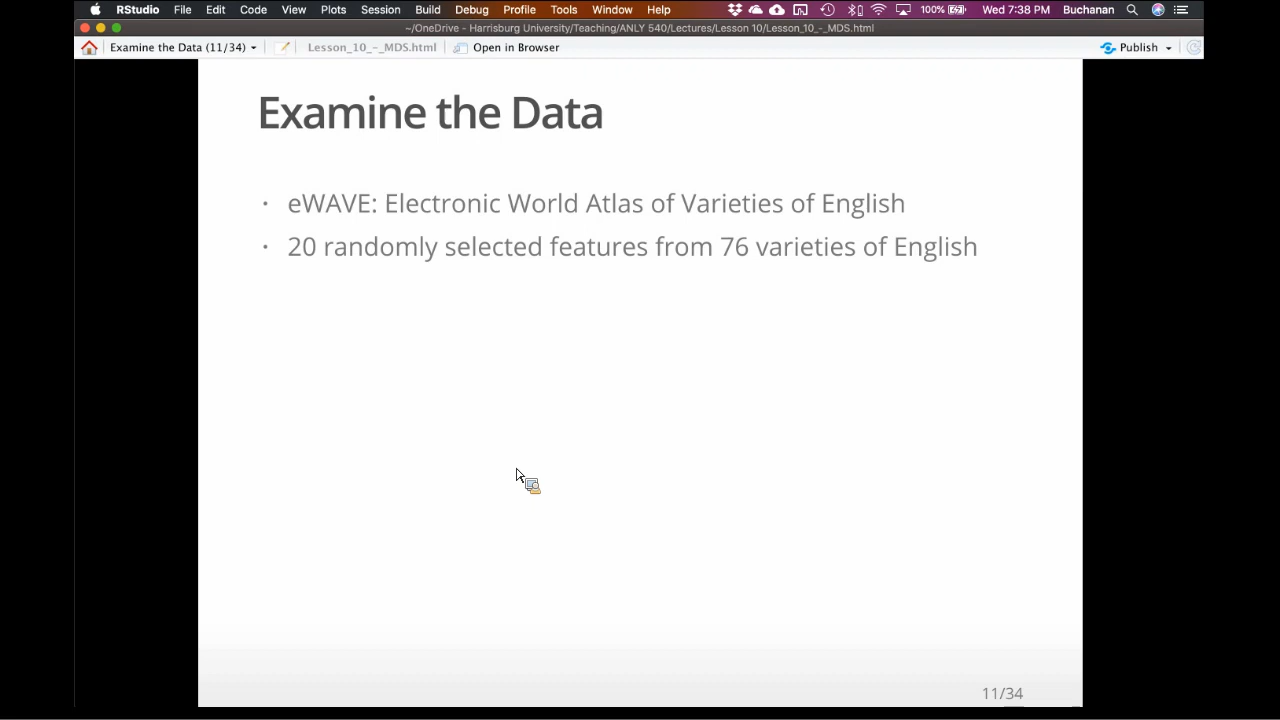 RStudio File Edit Code View Plots Session Build Debug Profile Tools Window Help 100% Wed 7:38 PM Buchanan
~/OneDrive - Harrisburg University/Teaching/ANLY 540/Lectures/Lesson 10/Lesson_10_-_MDS.html
Examine the Data (11/34) Lesson_10_-_MDS.html Open in Browser Publish
Examine the Data
· eWAVE: Electronic World Atlas of Varieties of English
· 20 randomly selected features from 76 varieties of English
11/34